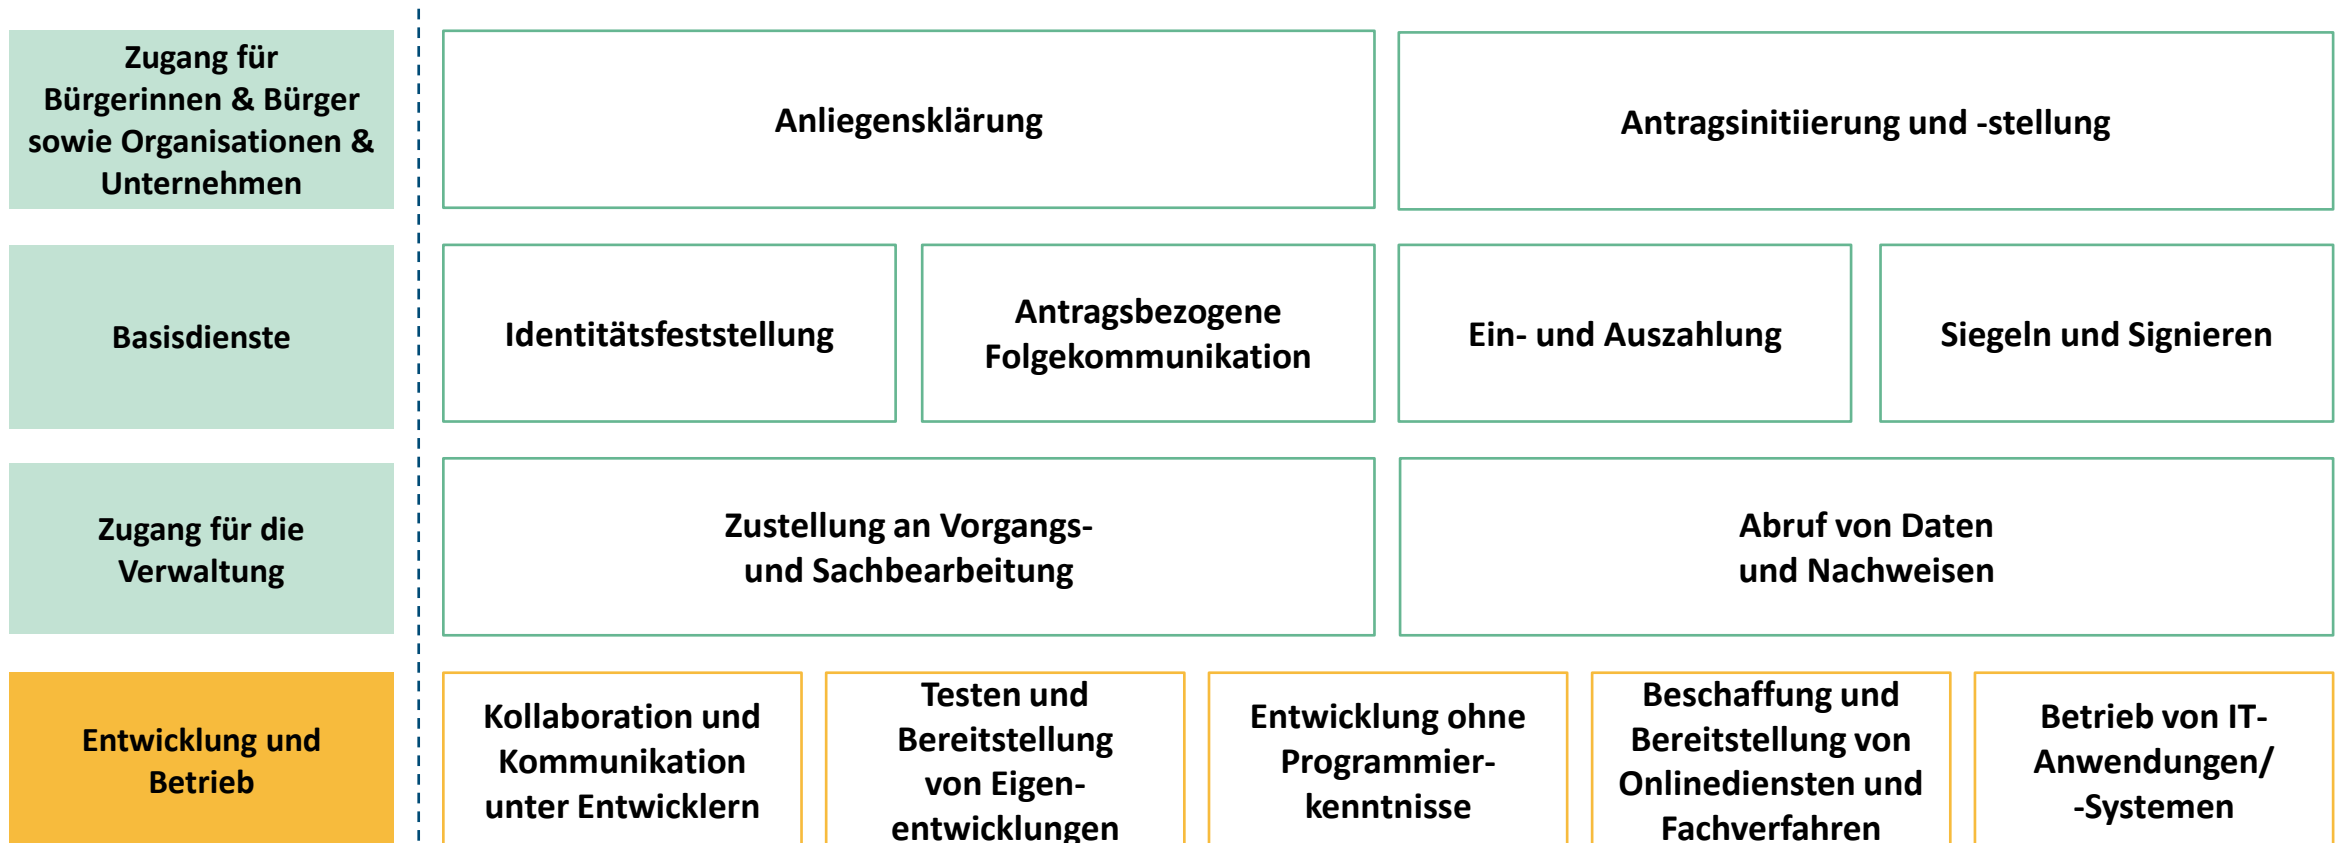 Zugang für
Bürgerinnen & Bürger
sowie Organisationen &
Unternehmen
Anliegensklärung
Antragsinitiierung und -stellung
Basisdienste
Identitätsfeststellung
Antragsbezogene
Folgekommunikation
Ein- und Auszahlung
Siegeln und Signieren
Zugang für die
Verwaltung
Zustellung an Vorgangs-
und Sachbearbeitung
Abruf von Daten
und Nachweisen
Entwicklung und
Betrieb
Kollaboration und
Kommunikation
unter Entwicklern
Testen und
Bereitstellung
von Eigen-
entwicklungen
Entwicklung ohne
Programmier-
kenntnisse
Beschaffung und
Bereitstellung von
Onlinediensten und
Fachverfahren
Betrieb von IT-
Anwendungen/
-Systemen